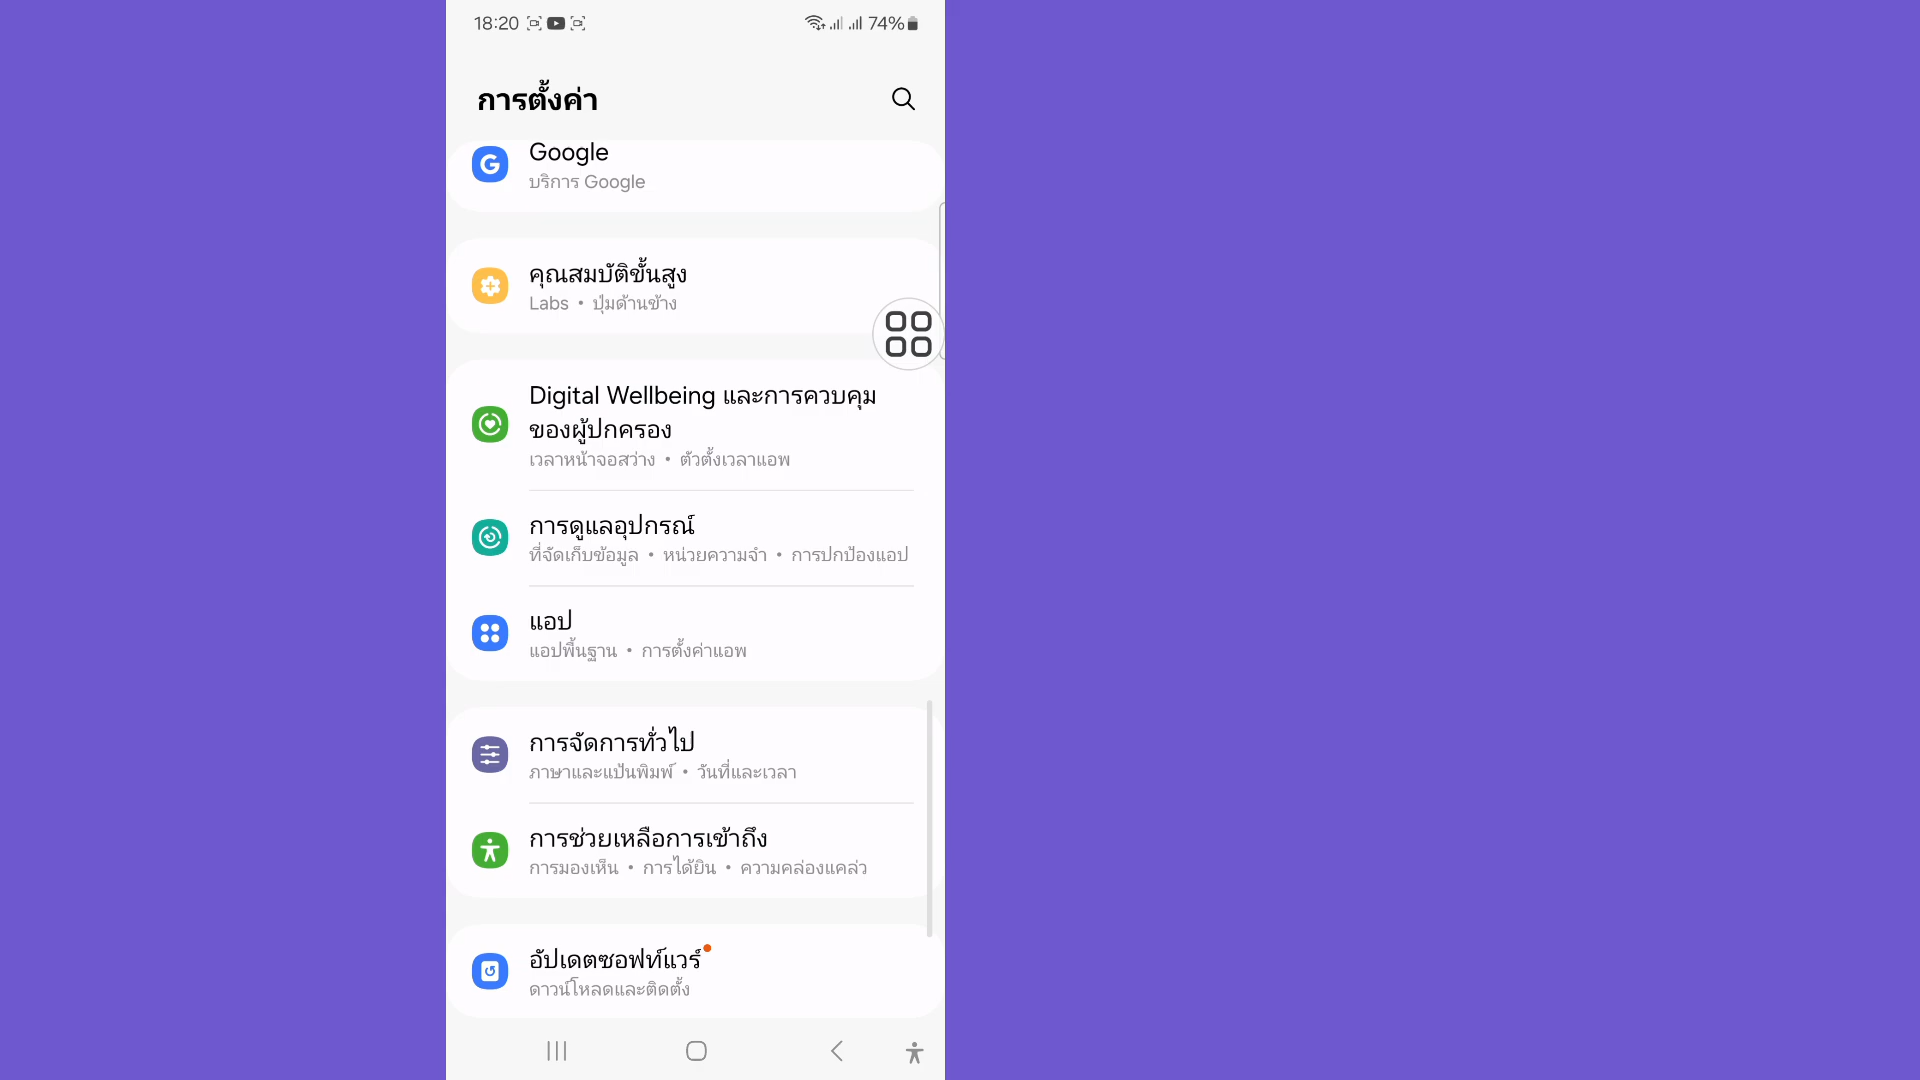 18:20 74%
การตั้งค่า
Google
บริการ Google
คุณสมบัติขั้นสูง
Labs • ปุ่มด้านข้าง
Digital Wellbeing และการควบคุม
ของผู้ปกครอง
เวลาหน้าจอสว่าง • ตัวตั้งเวลาแอพ
การดูแลอุปกรณ์
ที่จัดเก็บข้อมูล • หน่วยความจำ • การปกป้องแอป
แอป
แอปพื้นฐาน • การตั้งค่าแอพ
การจัดการทั่วไป
ภาษาและแป้นพิมพ์ • วันที่และเวลา
การช่วยเหลือการเข้าถึง
การมองเห็น • การได้ยิน • ความคล่องแคล่ว
อัปเดตซอฟท์แวร์
ดาวน์โหลดและติดตั้ง